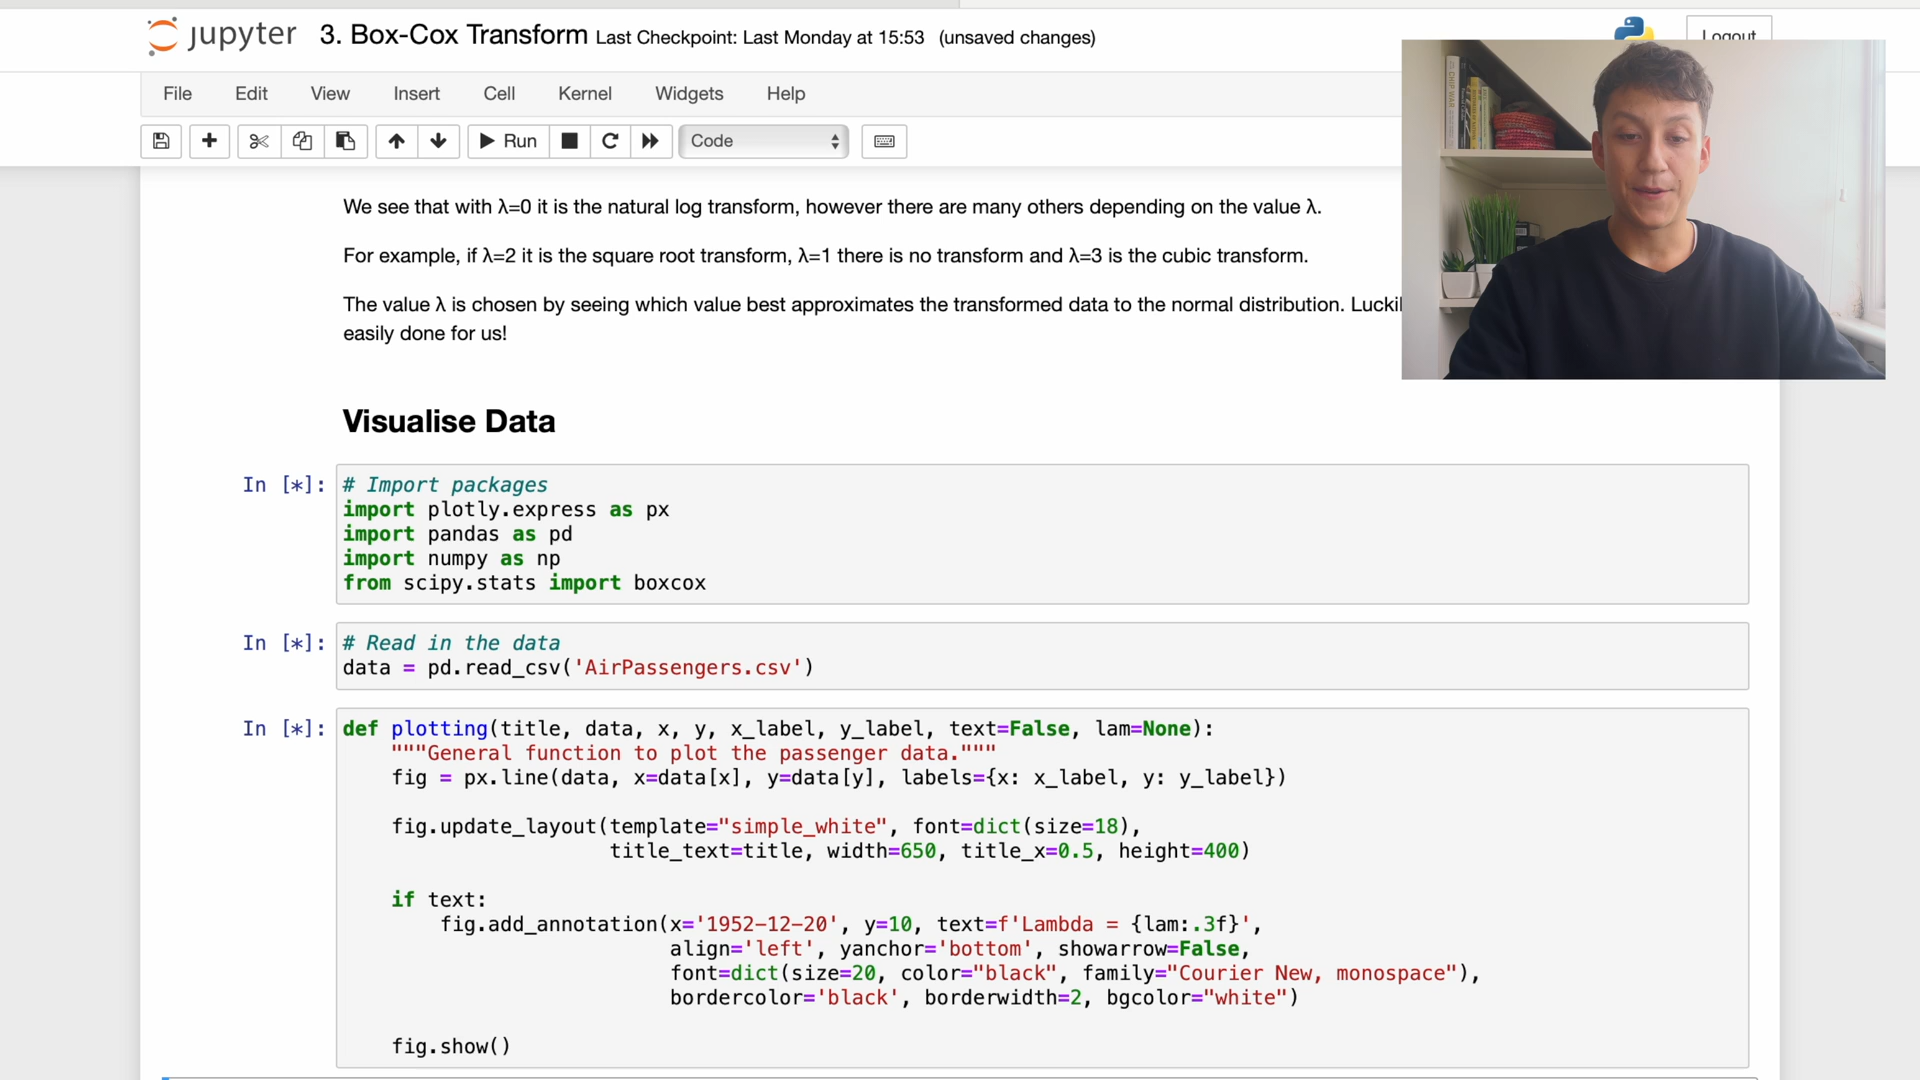 jupyter 3. Box-Cox Transform Last Checkpoint: Last Monday at 15:53 (unsaved changes)
Logout
File Edit View Insert Cell Kernel Widgets Help
Run Code
CHIP WAR
We see that with λ=0 it is the natural log transform, however there are many others depending on the value λ.
For example, if λ=2 it is the square root transform, λ=1 there is no transform and λ=3 is the cubic transform.
The value λ is chosen by seeing which value best approximates the transformed data to the normal distribution. Lucki
easily done for us!
Visualise Data
In [*]: # Import packages
import plotly.express as px
import pandas as pd
import numpy as np
from scipy.stats import boxcox
In [*]: # Read in the data
data = pd.read_csv('AirPassengers.csv')
In [*]: def plotting(title, data, x, y, x_label, y_label, text=False, lam=None):
    """General function to plot the passenger data."""
    fig = px.line(data, x=data[x], y=data[y], labels={x: x_label, y: y_label})
    fig.update_layout(template="simple_white", font=dict(size=18),
                      title_text=title, width=650, title_x=0.5, height=400)
    if text:
        fig.add_annotation(x='1952-12-20', y=10, text=f'Lambda = {lam:.3f}',
                           align='left', yanchor='bottom', showarrow=False,
                           font=dict(size=20, color="black", family="Courier New, monospace"),
                           bordercolor='black', borderwidth=2, bgcolor="white")
    fig.show()